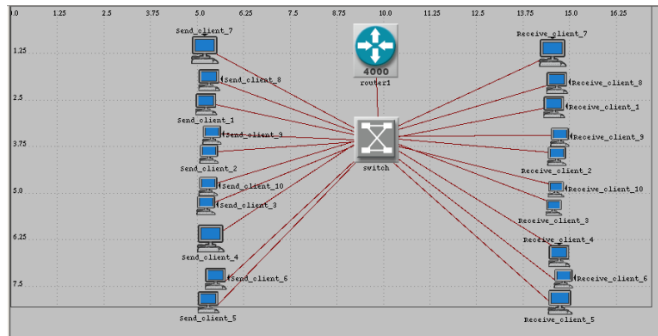 0.0 1.25 2.5 3.75 5.0 6.25 7.5 8.75 10.0 11.25 12.5 13.75 15.0 16.25
Send_client_7
Receive_client_7
1.25
4000
Send_client_8
router1
Receive_client_8
2.5
Send_client_1
Receive_client_1
Send_client_9
Receive_client_9
3.75
Send_client_2
switch
Receive_client_2
Send_client_10
Receive_client_10
5.0
Send_client_3
Receive_client_3
6.25
Send_client_4
Receive_client_4
Send_client_6
Receive_client_6
7.5
Send_client_5
Receive_client_5